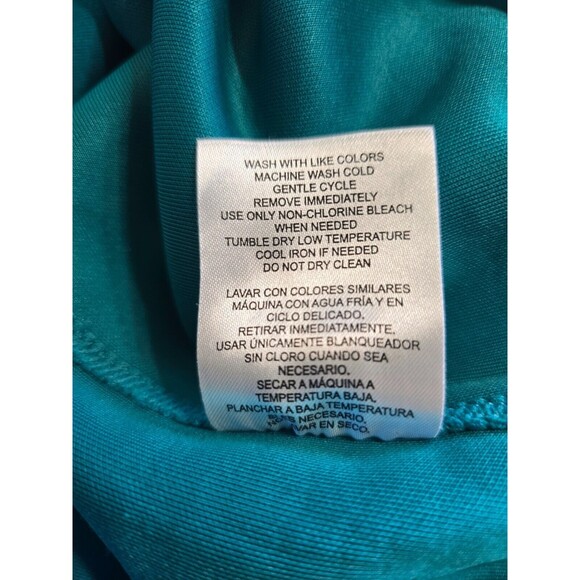 WASH WITH LIKE COLORS
MACHINE WASH COLD
GENTLE CYCLE
REMOVE IMMEDIATELY
USE ONLY NON-CHLORINE BLEACH
WHEN NEEDED
TUMBLE DRY LOW TEMPERATURE
COOL IRON IF NEEDED
DO NOT DRY CLEAN
LAVAR CON COLORES SIMILARES
MÁQUINA CON AGUA FRÍA Y EN
CICLO DELICADO.
RETIRAR INMEDIATAMENTE.
USAR ÚNICAMENTE BLANQUEADOR
SIN CLORO CUANDO SEA
NECESARIO.
SECAR A MÁQUINA A
TEMPERATURA BAJA.
PLANCHAR A BAJA TEMPERATURA
NECESARIO.
EN SECO.